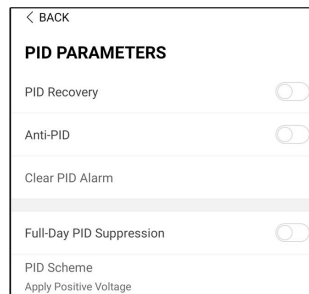 < BACK
PID PARAMETERS
PID Recovery
Anti-PID
Clear PID Alarm
Full-Day PID Suppression
PID Scheme
Apply Positive Voltage